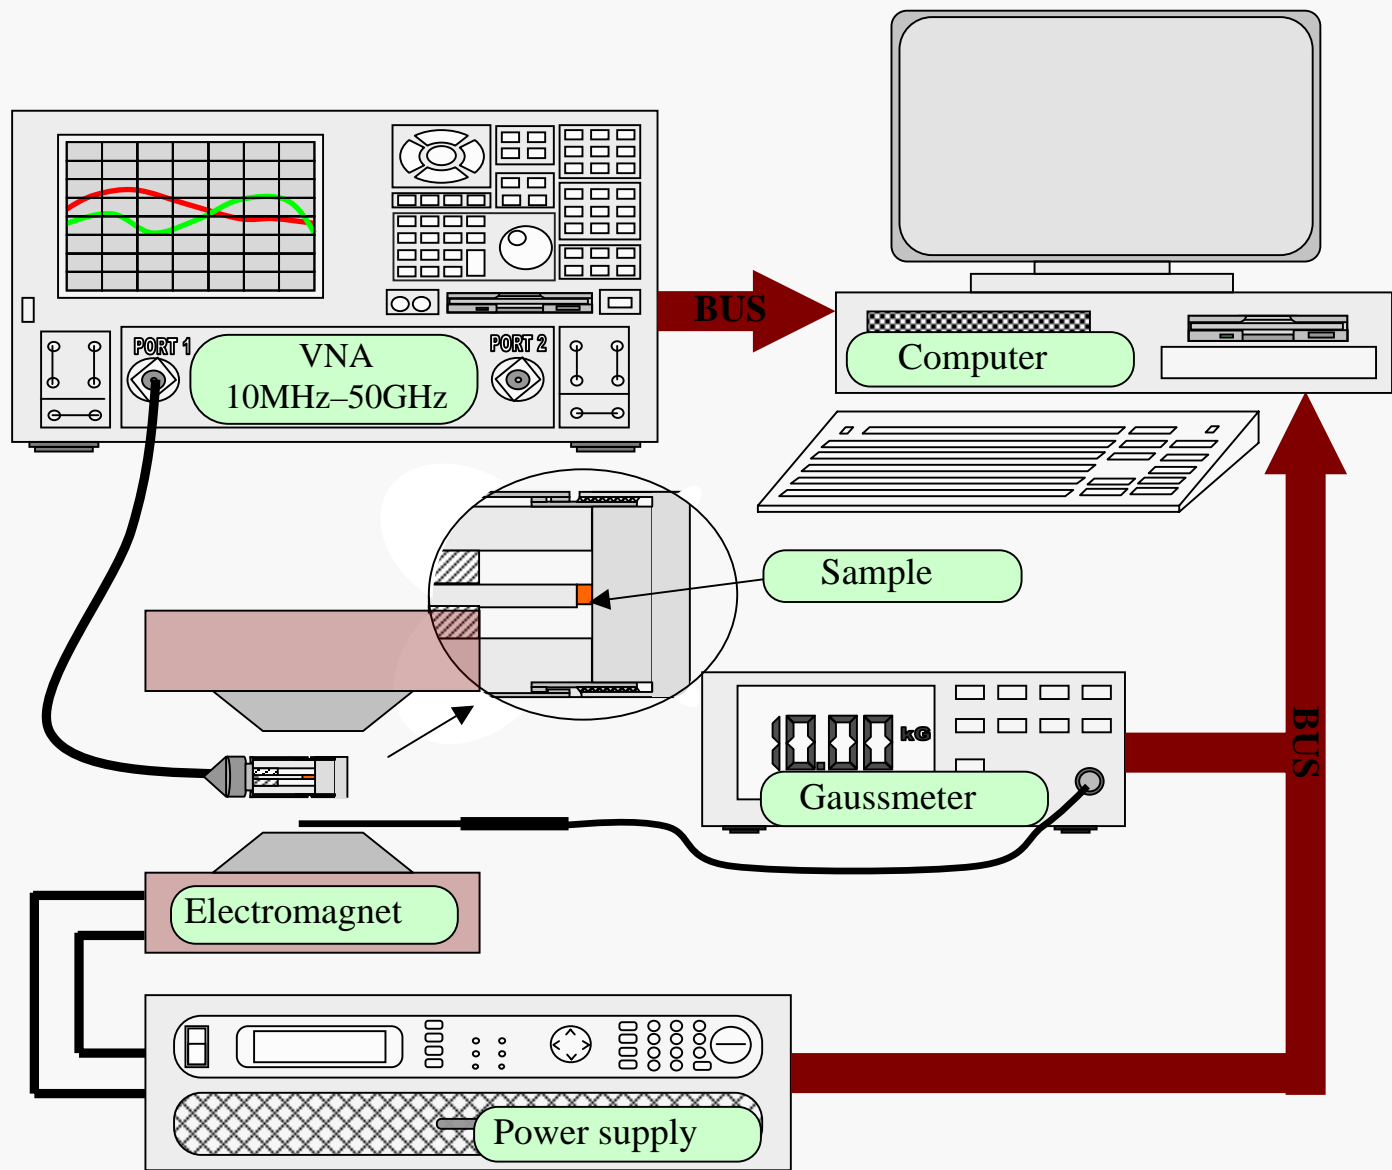 BUS
PORT 1
VNA
10MHz–50GHz
PORT 2
Computer
Sample
10.00 kG
Gaussmeter
BUS
Electromagnet
Power supply